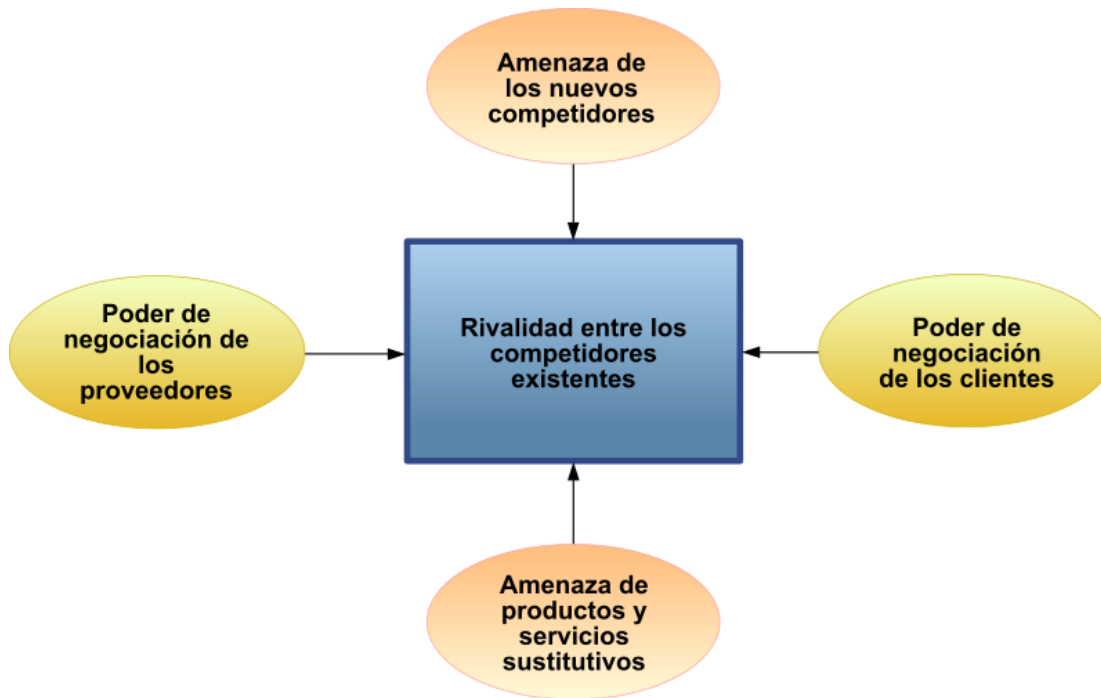 Amenaza de
los nuevos
competidores
Poder de
negociación de
los
proveedores
Rivalidad entre los
competidores
existentes
Poder de
negociación
de los clientes
Amenaza de
productos y
servicios
sustitutivos